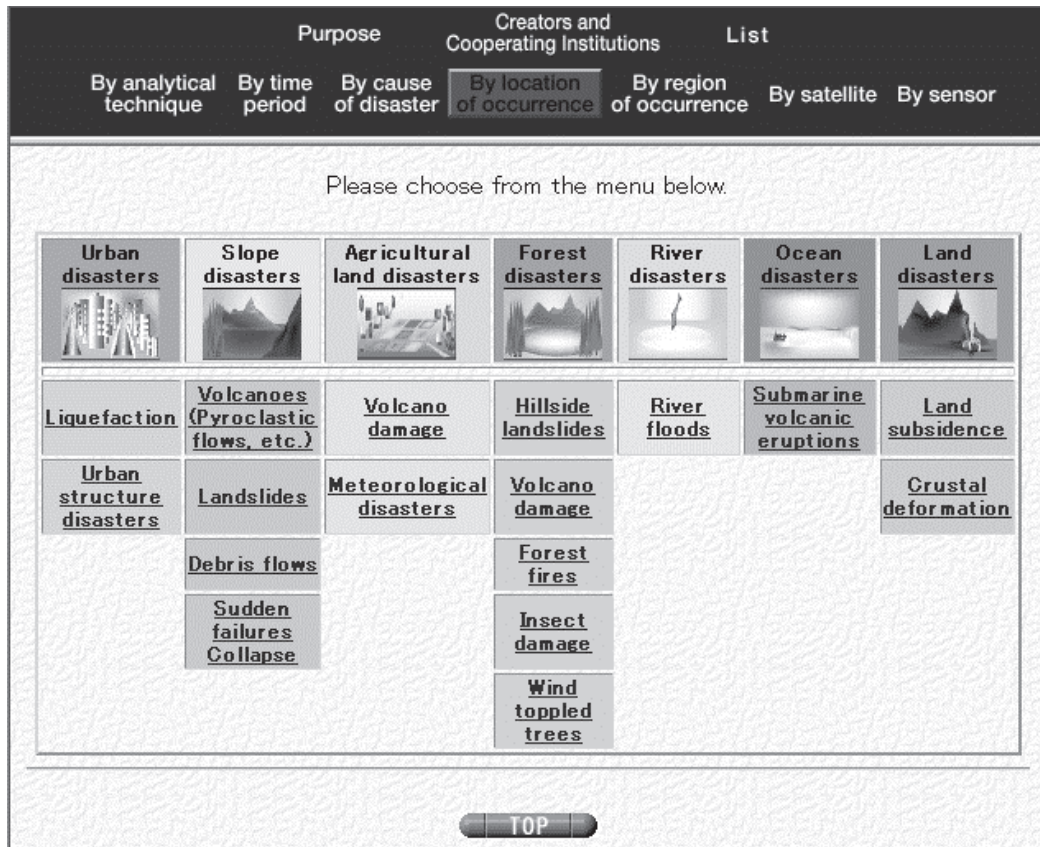 Purpose
Creators and
Cooperating Institutions
List
By analytical
technique
By time
period
By cause
of disaster
By location
of occurrence
By region
of occurrence
By satellite
By sensor
Please choose from the menu below.
Urban
disasters
Slope
disasters
Agricultural
land disasters
Forest
disasters
River
disasters
Ocean
disasters
Land
disasters
Liquefaction
Volcanoes
(Pyroclastic
flows, etc.)
Volcano
damage
Hillside
landslides
River
floods
Submarine
volcanic
eruptions
Land
subsidence
Urban
structure
disasters
Landslides
Meteorological
disasters
Volcano
damage
Crustal
deformation
Debris flows
Forest
fires
Sudden
failures
Collapse
Insect
damage
Wind
toppled
trees
TOP